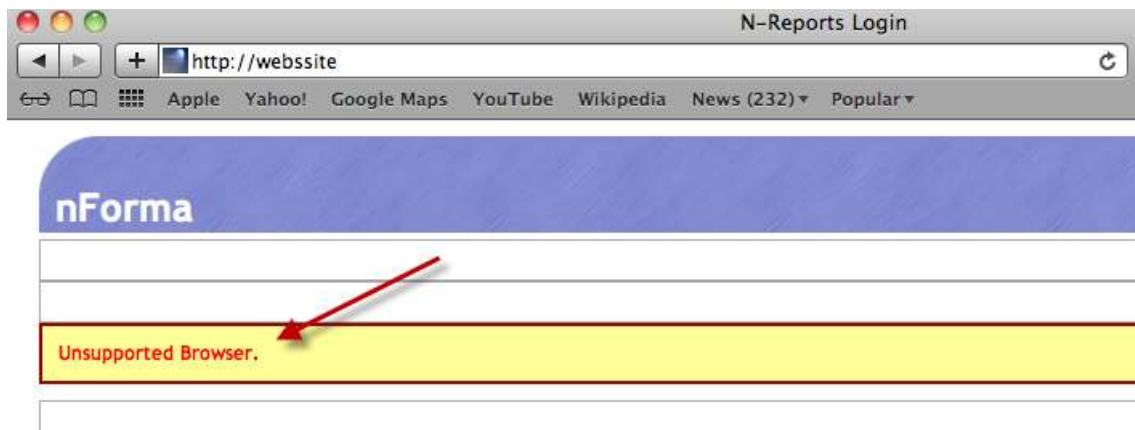 N-Reports Login
http://webssite
Apple Yahoo! Google Maps YouTube Wikipedia News (232) Popular
nForma
Unsupported Browser.